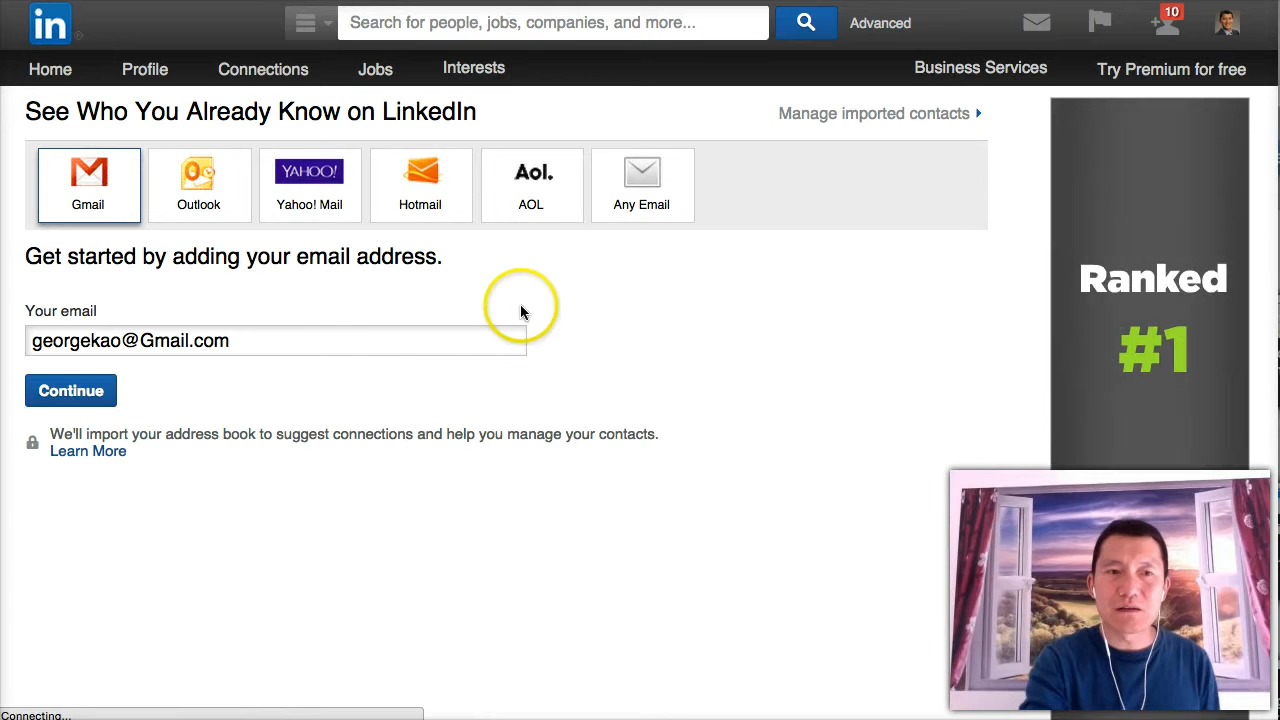 in
Search for people, jobs, companies, and more...
Advanced
10
Home
Profile
Connections
Jobs
Interests
Business Services
Try Premium for free
See Who You Already Know on LinkedIn
Manage imported contacts
Gmail
Outlook
YAHOO!
Yahoo! Mail
Hotmail
Aol.
AOL
Any Email
Get started by adding your email address.
Your email
georgekao@Gmail.com
Continue
We'll import your address book to suggest connections and help you manage your contacts.
Learn More
Ranked
#1
Connecting...